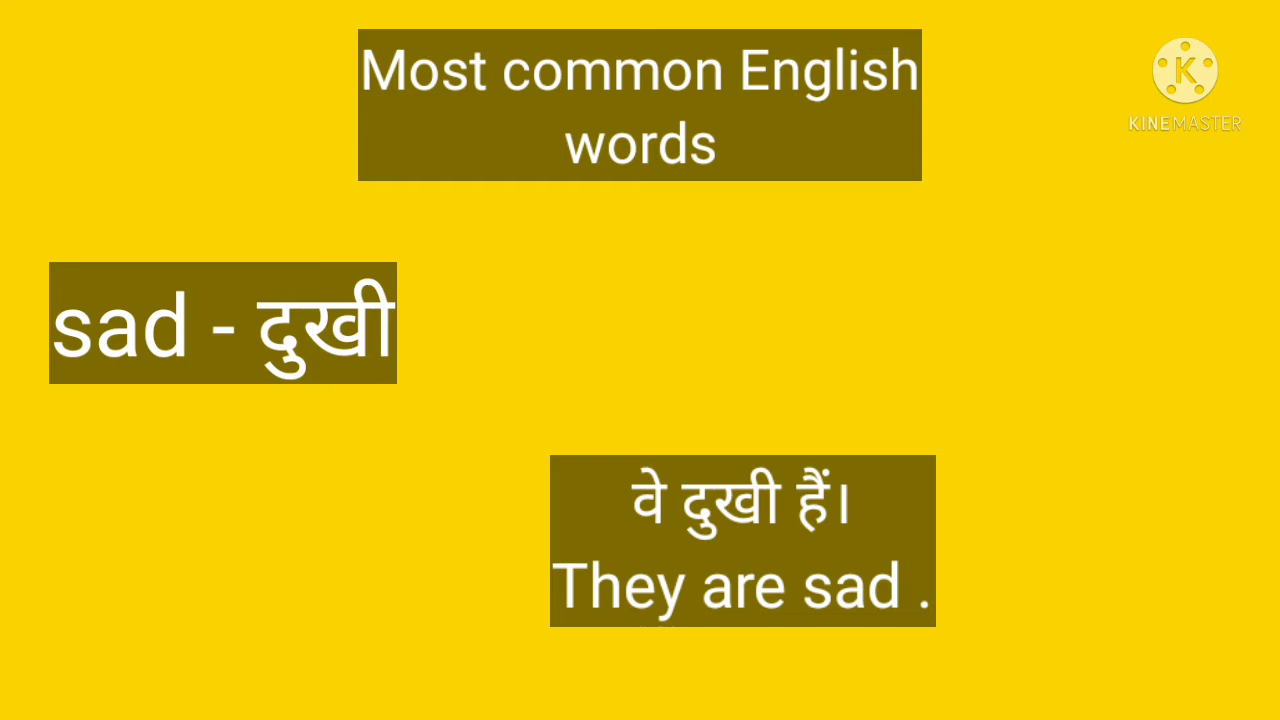 Most common English
words
K
KINEMASTER
sad - दुखी
वे दुखी हैं।
They are sad .